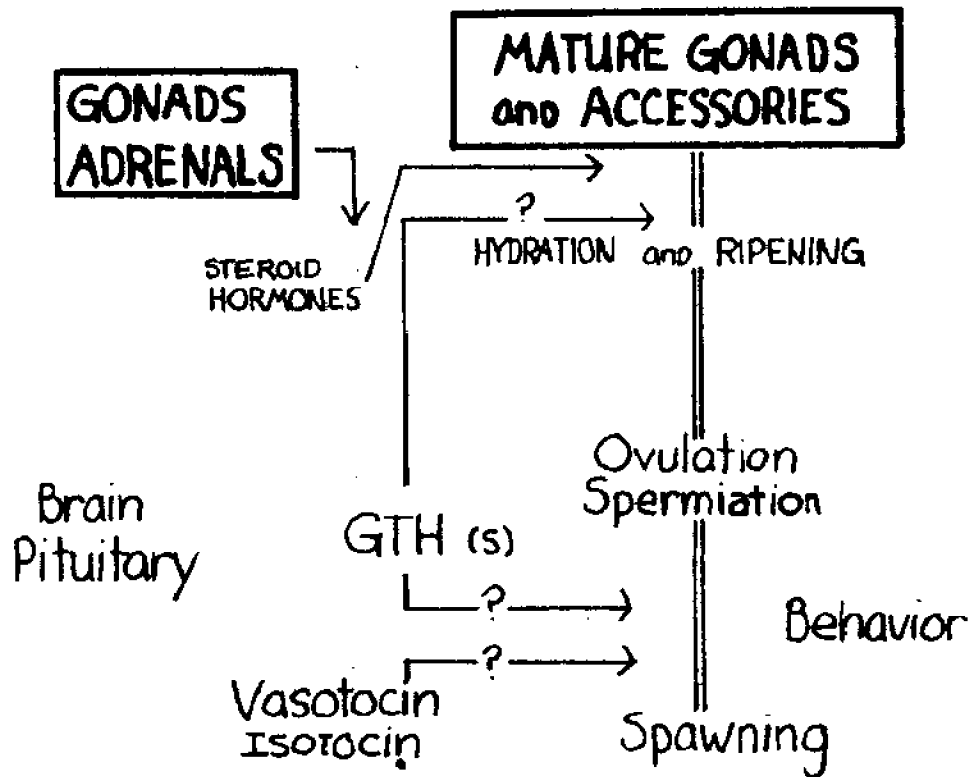 MATURE GONADS
and ACCESSORIES
GONADS
ADRENALS
?
HYDRATION and RIPENING
STEROID
HORMONES
Ovulation
Spermiation
Brain
Pituitary
GTH (s)
?
Behavior
?
Vasotocin
Isotocin
Spawning